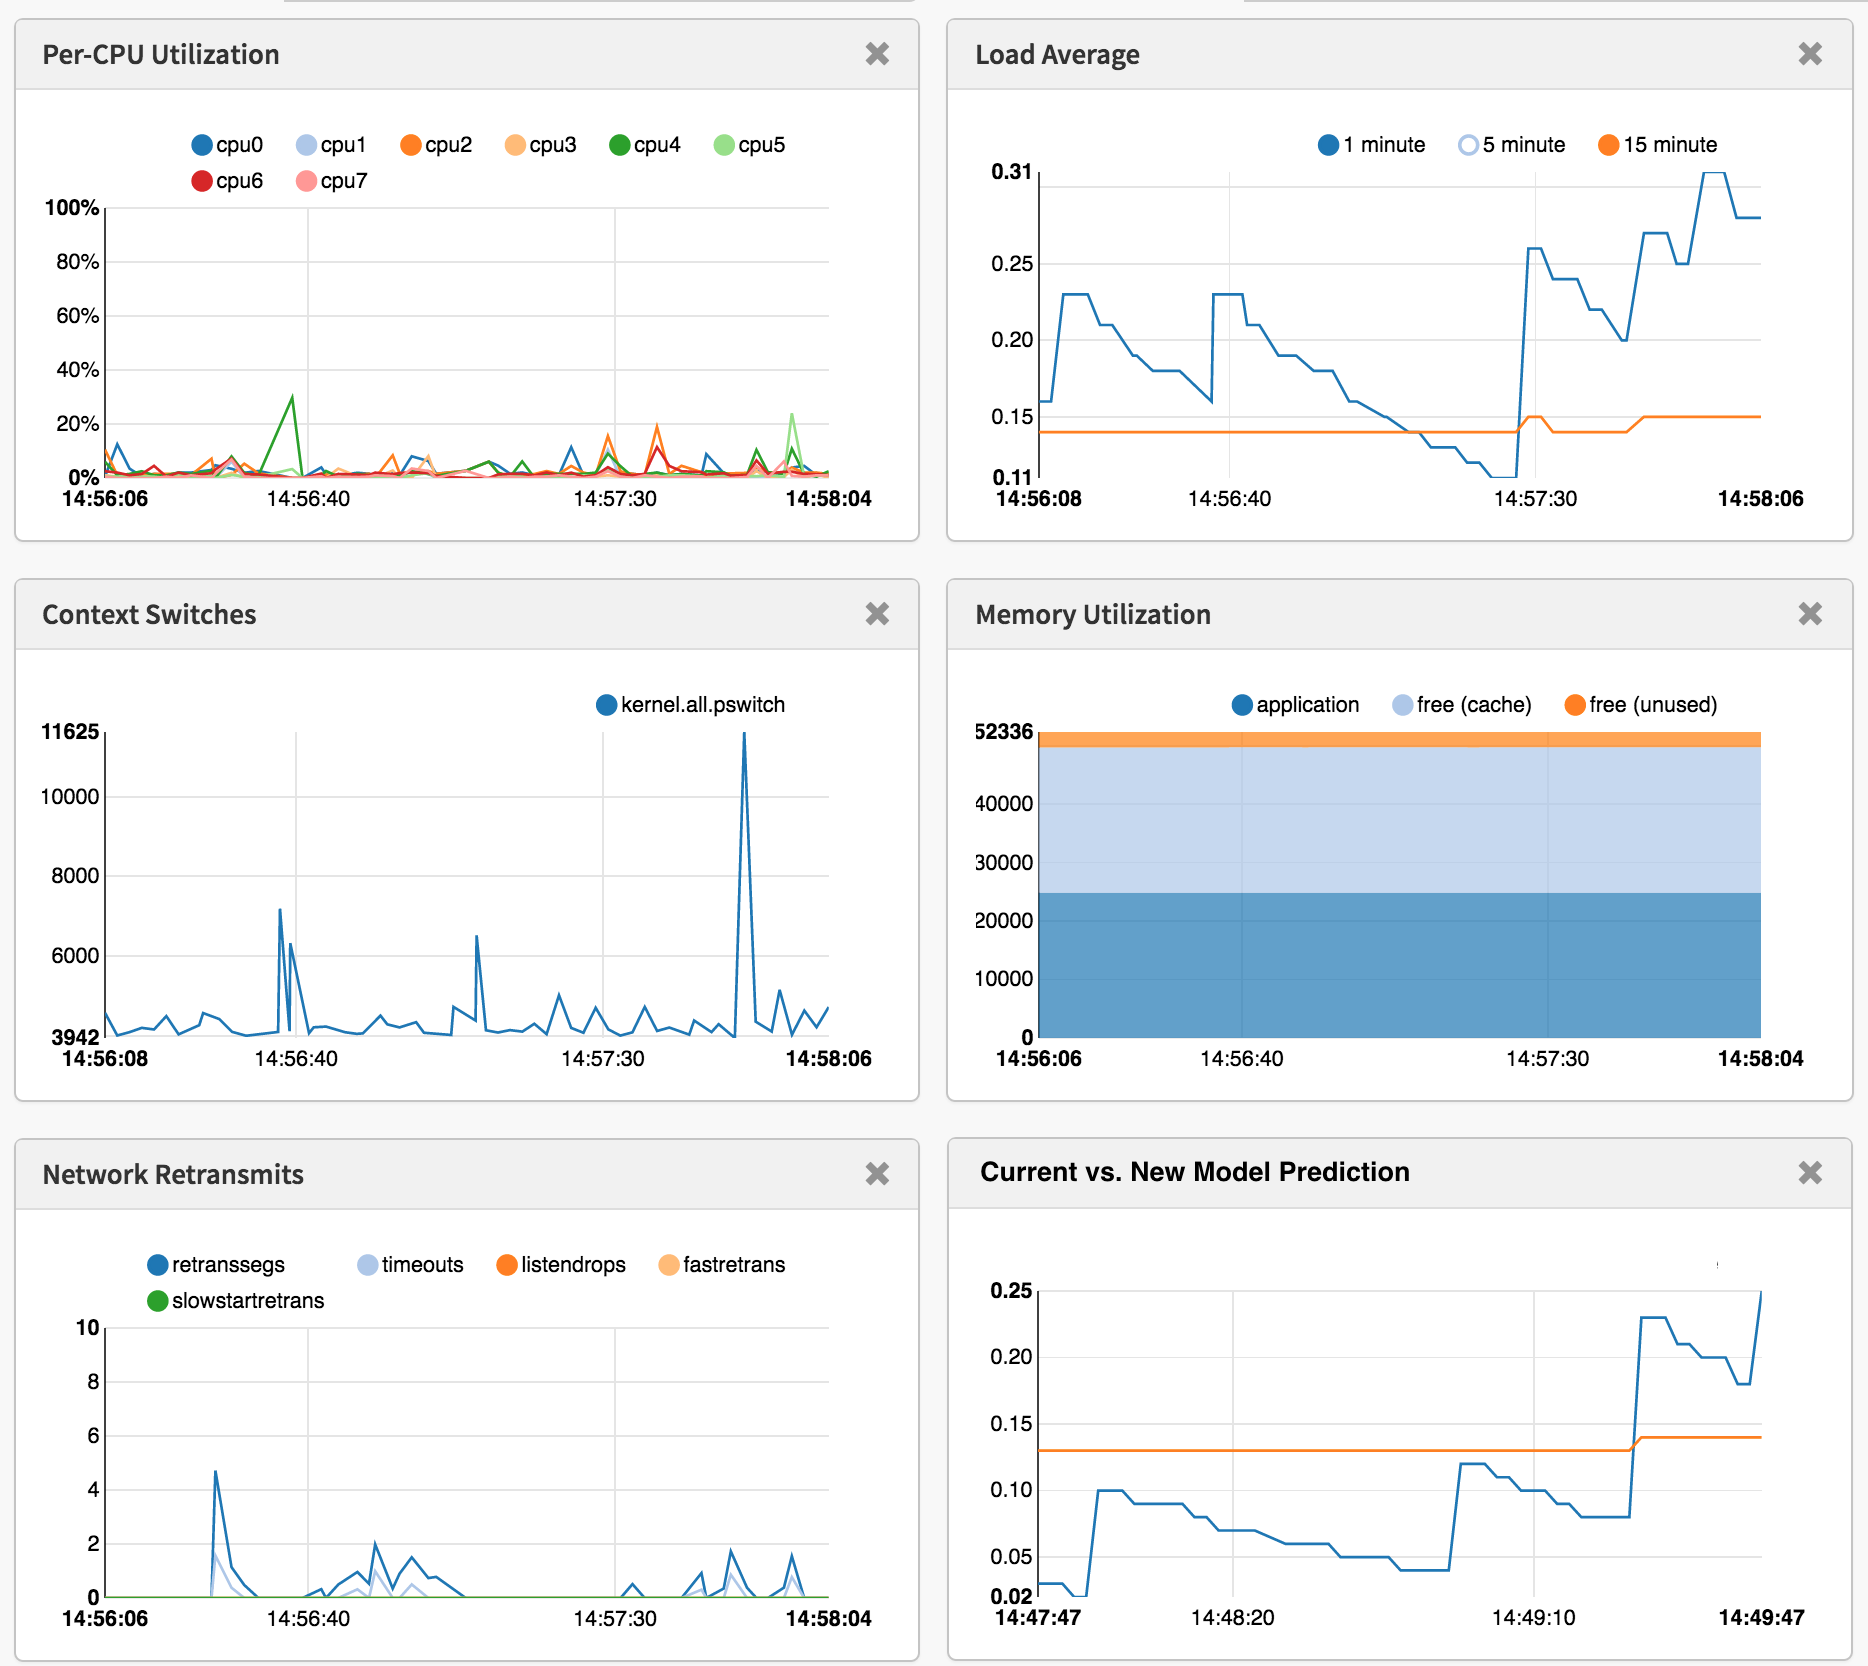 Per-CPU Utilization
cpu0 cpu1 cpu2 cpu3 cpu4 cpu5
cpu6 cpu7
100%
80%
60%
40%
20%
0%
14:56:06 14:56:40 14:57:30 14:58:04
Load Average
1 minute 5 minute 15 minute
0.31
0.25
0.20
0.15
0.11
14:56:08 14:56:40 14:57:30 14:58:06
Context Switches
kernel.all.pswitch
11625
10000
8000
6000
3942
14:56:08 14:56:40 14:57:30 14:58:06
Memory Utilization
application free (cache) free (unused)
52336
40000
30000
20000
10000
0
14:56:06 14:56:40 14:57:30 14:58:04
Network Retransmits
retranssegs timeouts listendrops fastretrans
slowstartretrans
10
8
6
4
2
0
14:56:06 14:56:40 14:57:30 14:58:04
Current vs. New Model Prediction
0.25
0.20
0.15
0.10
0.05
0.02
14:47:47 14:48:20 14:49:10 14:49:47